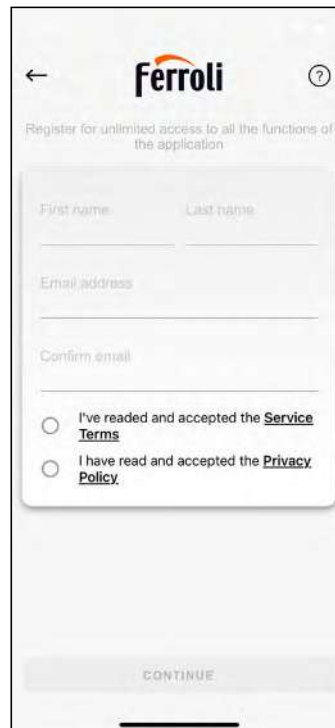 Ferroli
?
Register for unlimited access to all the functions of
the application
First name Last name
Email address
Confirm email
I've readed and accepted the Service
Terms
I have read and accepted the Privacy
Policy
CONTINUE